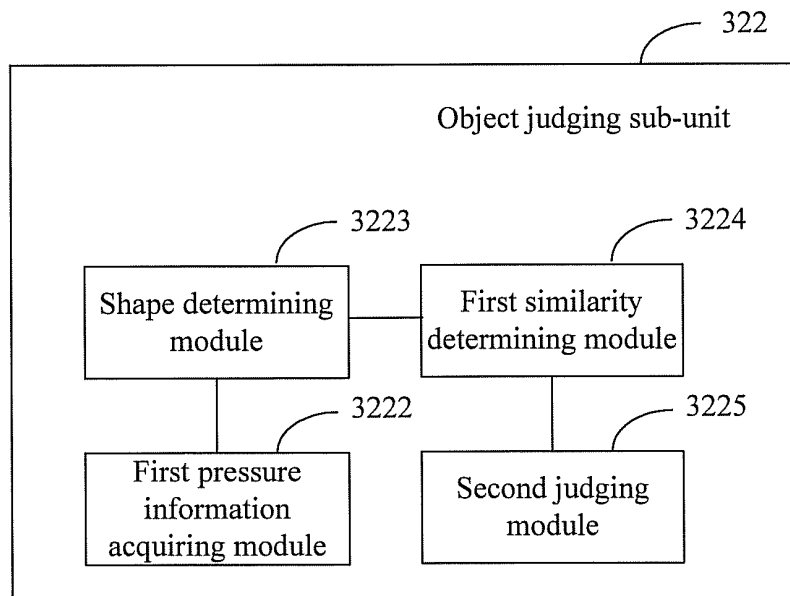 322
Object judging sub-unit
3223
3224
Shape determining
module
First similarity
determining module
3222
3225
First pressure
information
acquiring module
Second judging
module